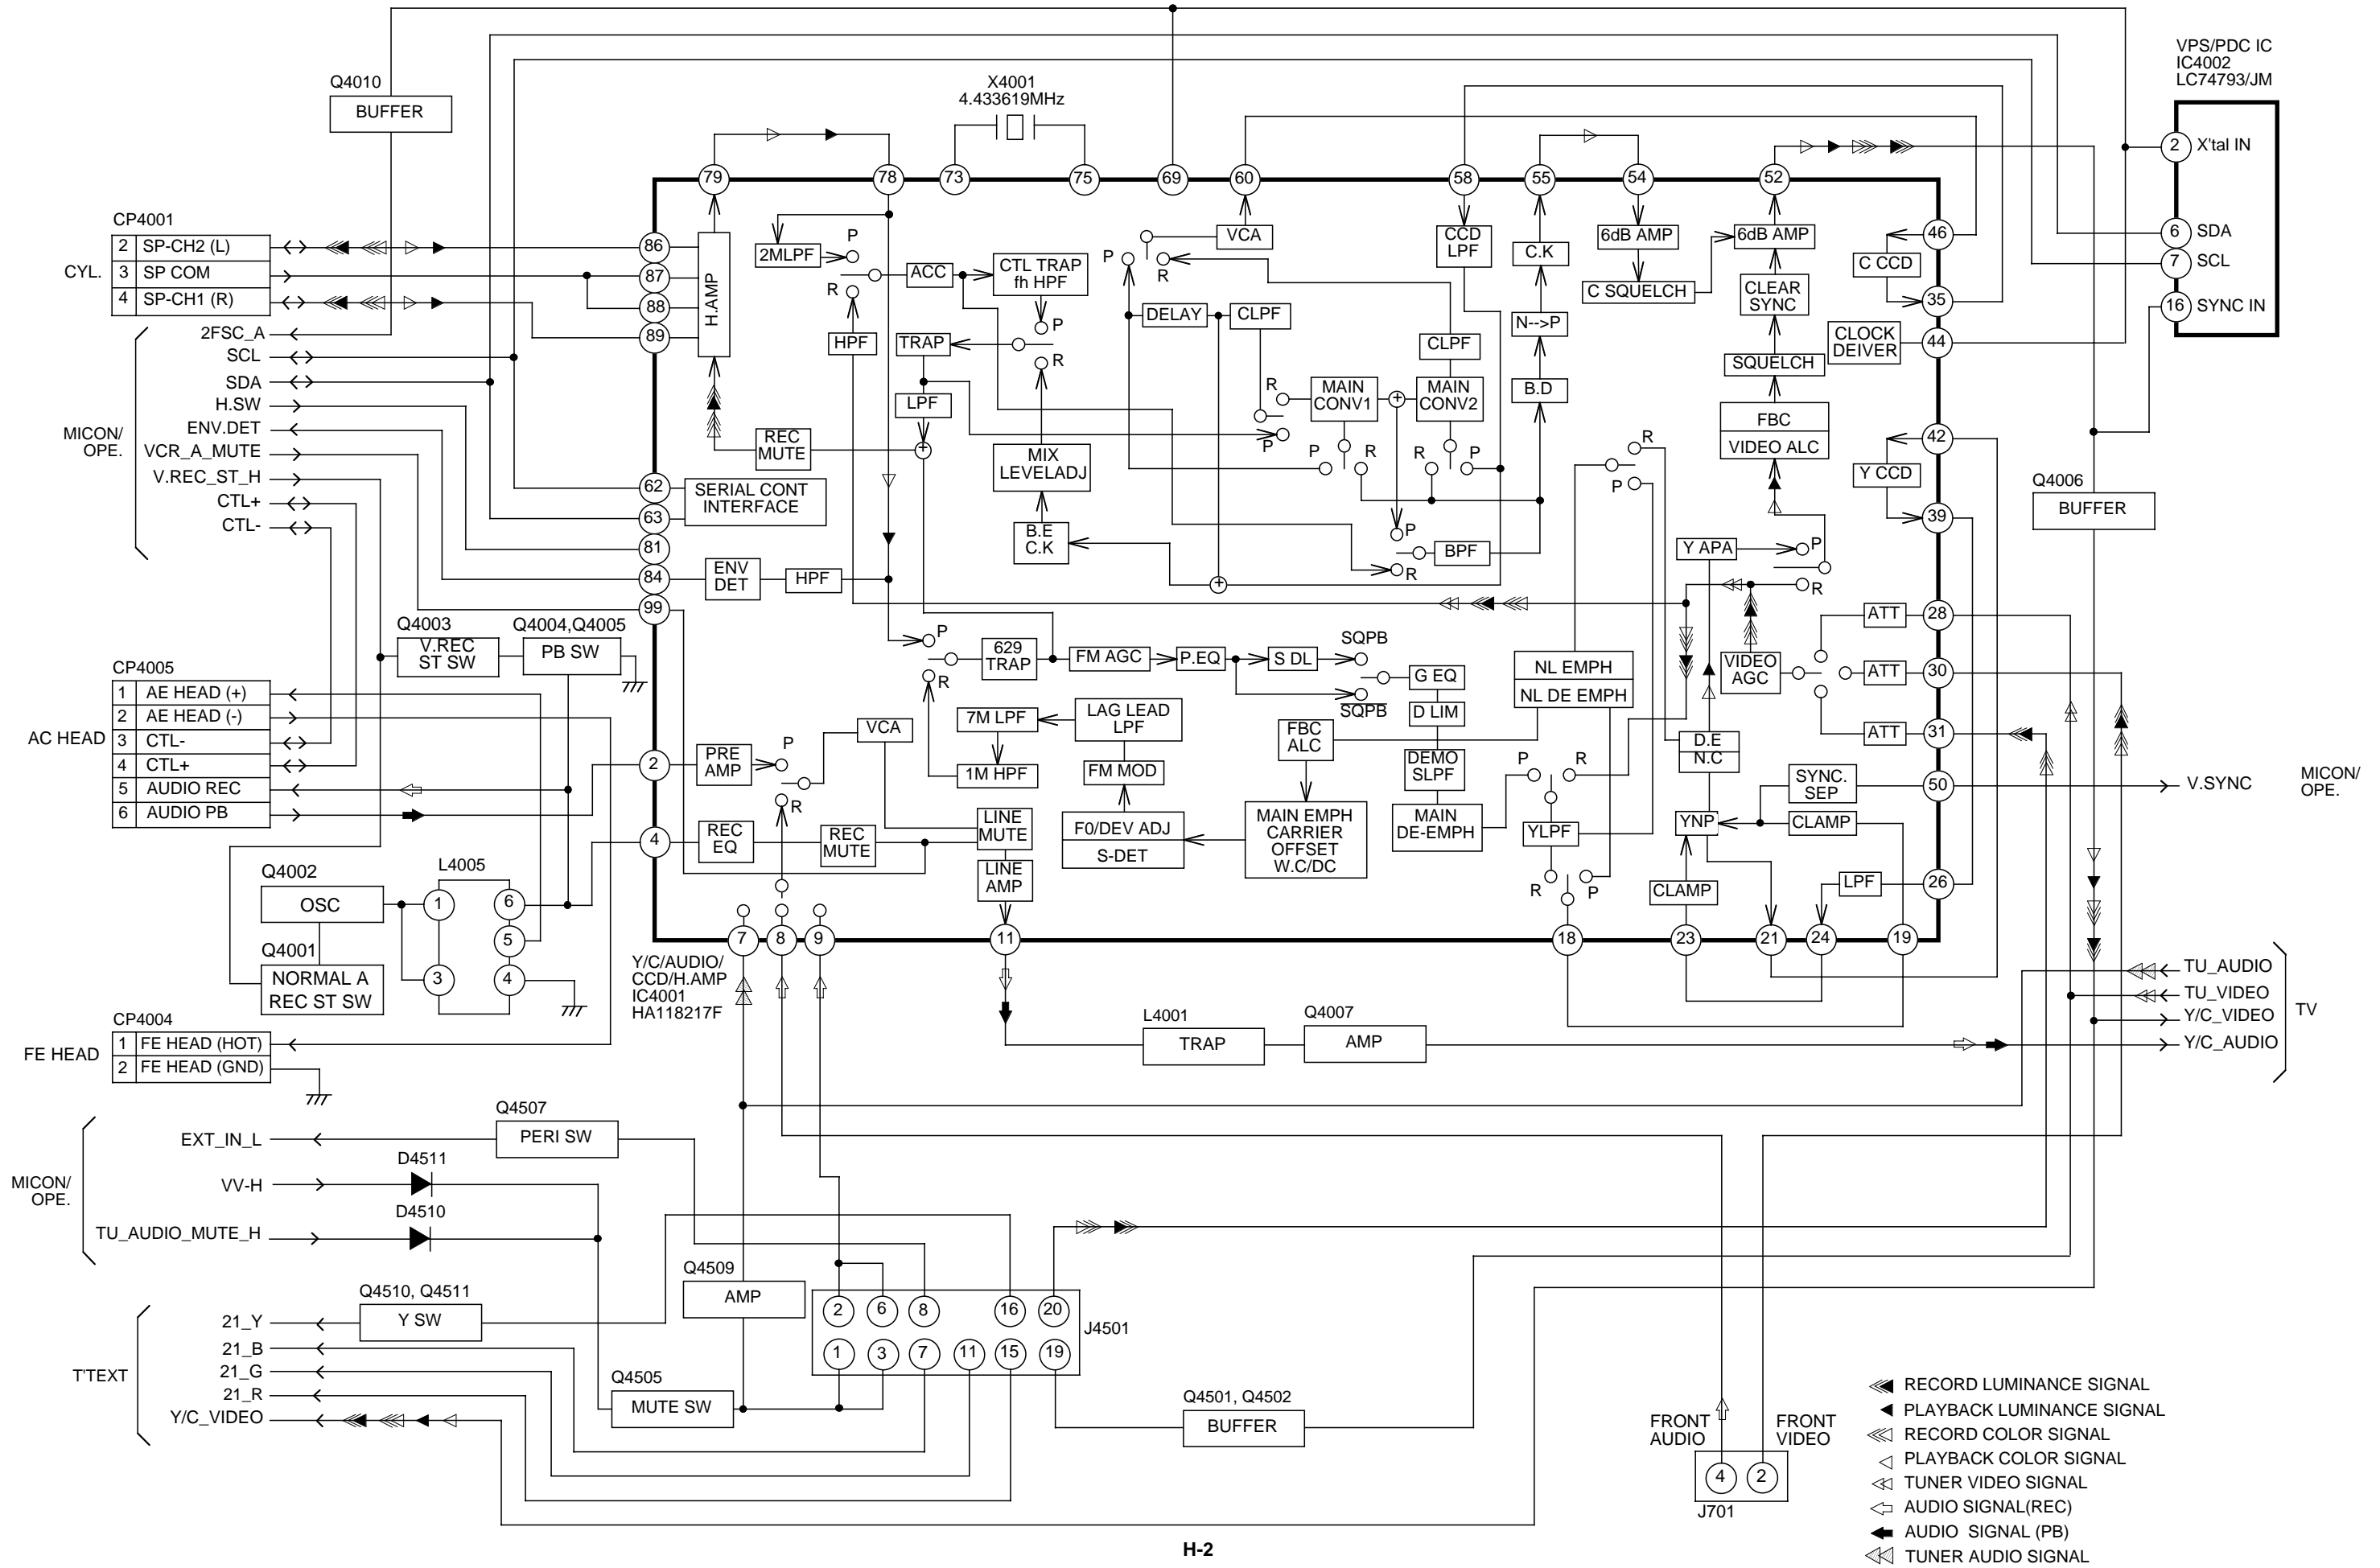 VPS/PDC IC
IC4002
LC74793/JM
2 X'tal IN
6 SDA
7 SCL
16 SYNC IN
Q4010
BUFFER
X4001
4.433619MHz
79
78
73
75
69
60
58
55
54
52
CP4001
CYL.
2 SP-CH2 (L)
3 SP COM
4 SP-CH1 (R)
86
87
88
89
H.AMP
2MLPF
P
R
ACC
CTL TRAP
fh HPF
P
R
HPF
TRAP
LPF
REC
MUTE
MIX
LEVELADJ
B.E
C.K
VCA
P
R
DELAY
CLPF
CCD
LPF
CLPF
R
P
MAIN
CONV1
MAIN
CONV2
P
R
R
P
P
R
BPF
C.K
N-->P
B.D
6dB AMP
C SQUELCH
6dB AMP
CLEAR
SYNC
SQUELCH
FBC
VIDEO ALC
46
C CCD
35
CLOCK
DEIVER
44
42
Y CCD
39
Q4006
BUFFER
MICON/
OPE.
2FSC_A
SCL
SDA
H.SW
ENV.DET
VCR_A_MUTE
V.REC_ST_H
CTL+
CTL-
62
63
81
84
99
SERIAL CONT
INTERFACE
ENV
DET
HPF
R
P
Y APA
P
R
28
30
31
ATT
ATT
ATT
VIDEO
AGC
Q4003
V.REC
ST SW
Q4004,Q4005
PB SW
CP4005
AC HEAD
1 AE HEAD (+)
2 AE HEAD (-)
3 CTL-
4 CTL+
5 AUDIO REC
6 AUDIO PB
P
R
629
TRAP
FM AGC
P.EQ
S DL
SQPB
SQPB
G EQ
D LIM
DEMO
SLPF
MAIN
DE-EMPH
NL EMPH
NL DE EMPH
FBC
ALC
LAG LEAD
LPF
7M LPF
1M HPF
FM MOD
F0/DEV ADJ
S-DET
MAIN EMPH
CARRIER
OFFSET
W.C/DC
2
PRE
AMP
P
R
VCA
4
REC
EQ
REC
MUTE
LINE
MUTE
LINE
AMP
P
R
YLPF
R
P
D.E
N.C
SYNC.
SEP
50
V.SYNC
MICON/
OPE.
YNP
CLAMP
CLAMP
LPF
26
Q4002
OSC
L4005
1
6
5
3
4
Q4001
NORMAL A
REC ST SW
7
8
9
11
18
23
21
24
19
Y/C/AUDIO/
CCD/H.AMP
IC4001
HA118217F
CP4004
FE HEAD
1 FE HEAD (HOT)
2 FE HEAD (GND)
L4001
TRAP
Q4007
AMP
TU_AUDIO
TU_VIDEO
Y/C_VIDEO
Y/C_AUDIO
TV
MICON/
OPE.
EXT_IN_L
VV-H
TU_AUDIO_MUTE_H
Q4507
PERI SW
D4511
D4510
Q4509
AMP
T'TEXT
Q4510, Q4511
Y SW
21_Y
21_B
21_G
21_R
Y/C_VIDEO
Q4505
MUTE SW
2 6 8 16 20
1 3 7 11 15 19
J4501
Q4501, Q4502
BUFFER
FRONT
AUDIO
FRONT
VIDEO
4 2
J701
RECORD LUMINANCE SIGNAL
PLAYBACK LUMINANCE SIGNAL
RECORD COLOR SIGNAL
PLAYBACK COLOR SIGNAL
TUNER VIDEO SIGNAL
AUDIO SIGNAL(REC)
AUDIO SIGNAL (PB)
TUNER AUDIO SIGNAL
H-2